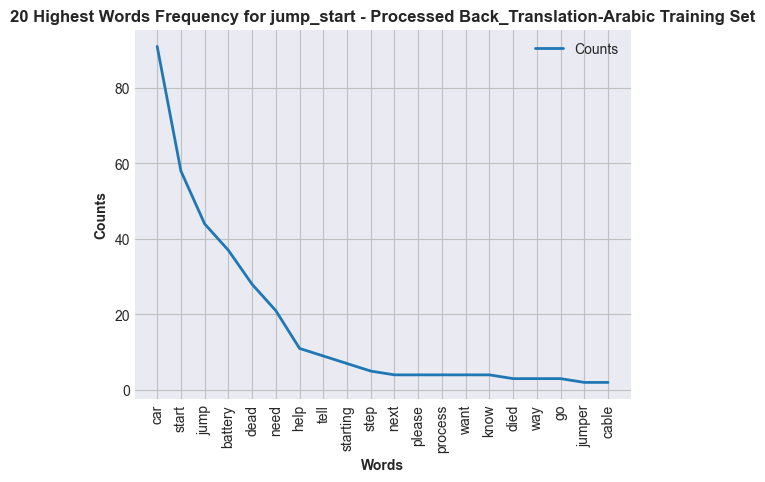 20 Highest Words Frequency for jump_start - Processed Back_Translation-Arabic Training Set
Counts
80
60
40
20
0
Counts
car
start
jump
battery
dead
need
help
tell
starting
step
next
please
process
want
know
died
way
go
jumper
cable
Words